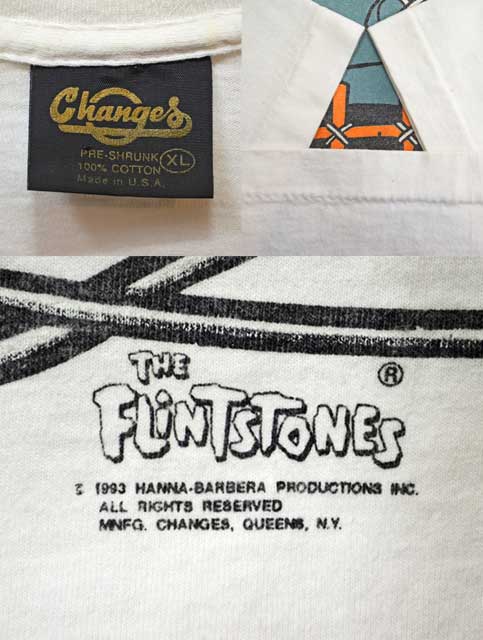 Changes
PRE-SHRUNK
100% COTTON
XL
Made in U.S.A.
THE
FLINTSTONES
®
© 1993 HANNA-BARBERA PRODUCTIONS INC.
ALL RIGHTS RESERVED
MNFG. CHANGES, QUEENS, N.Y.